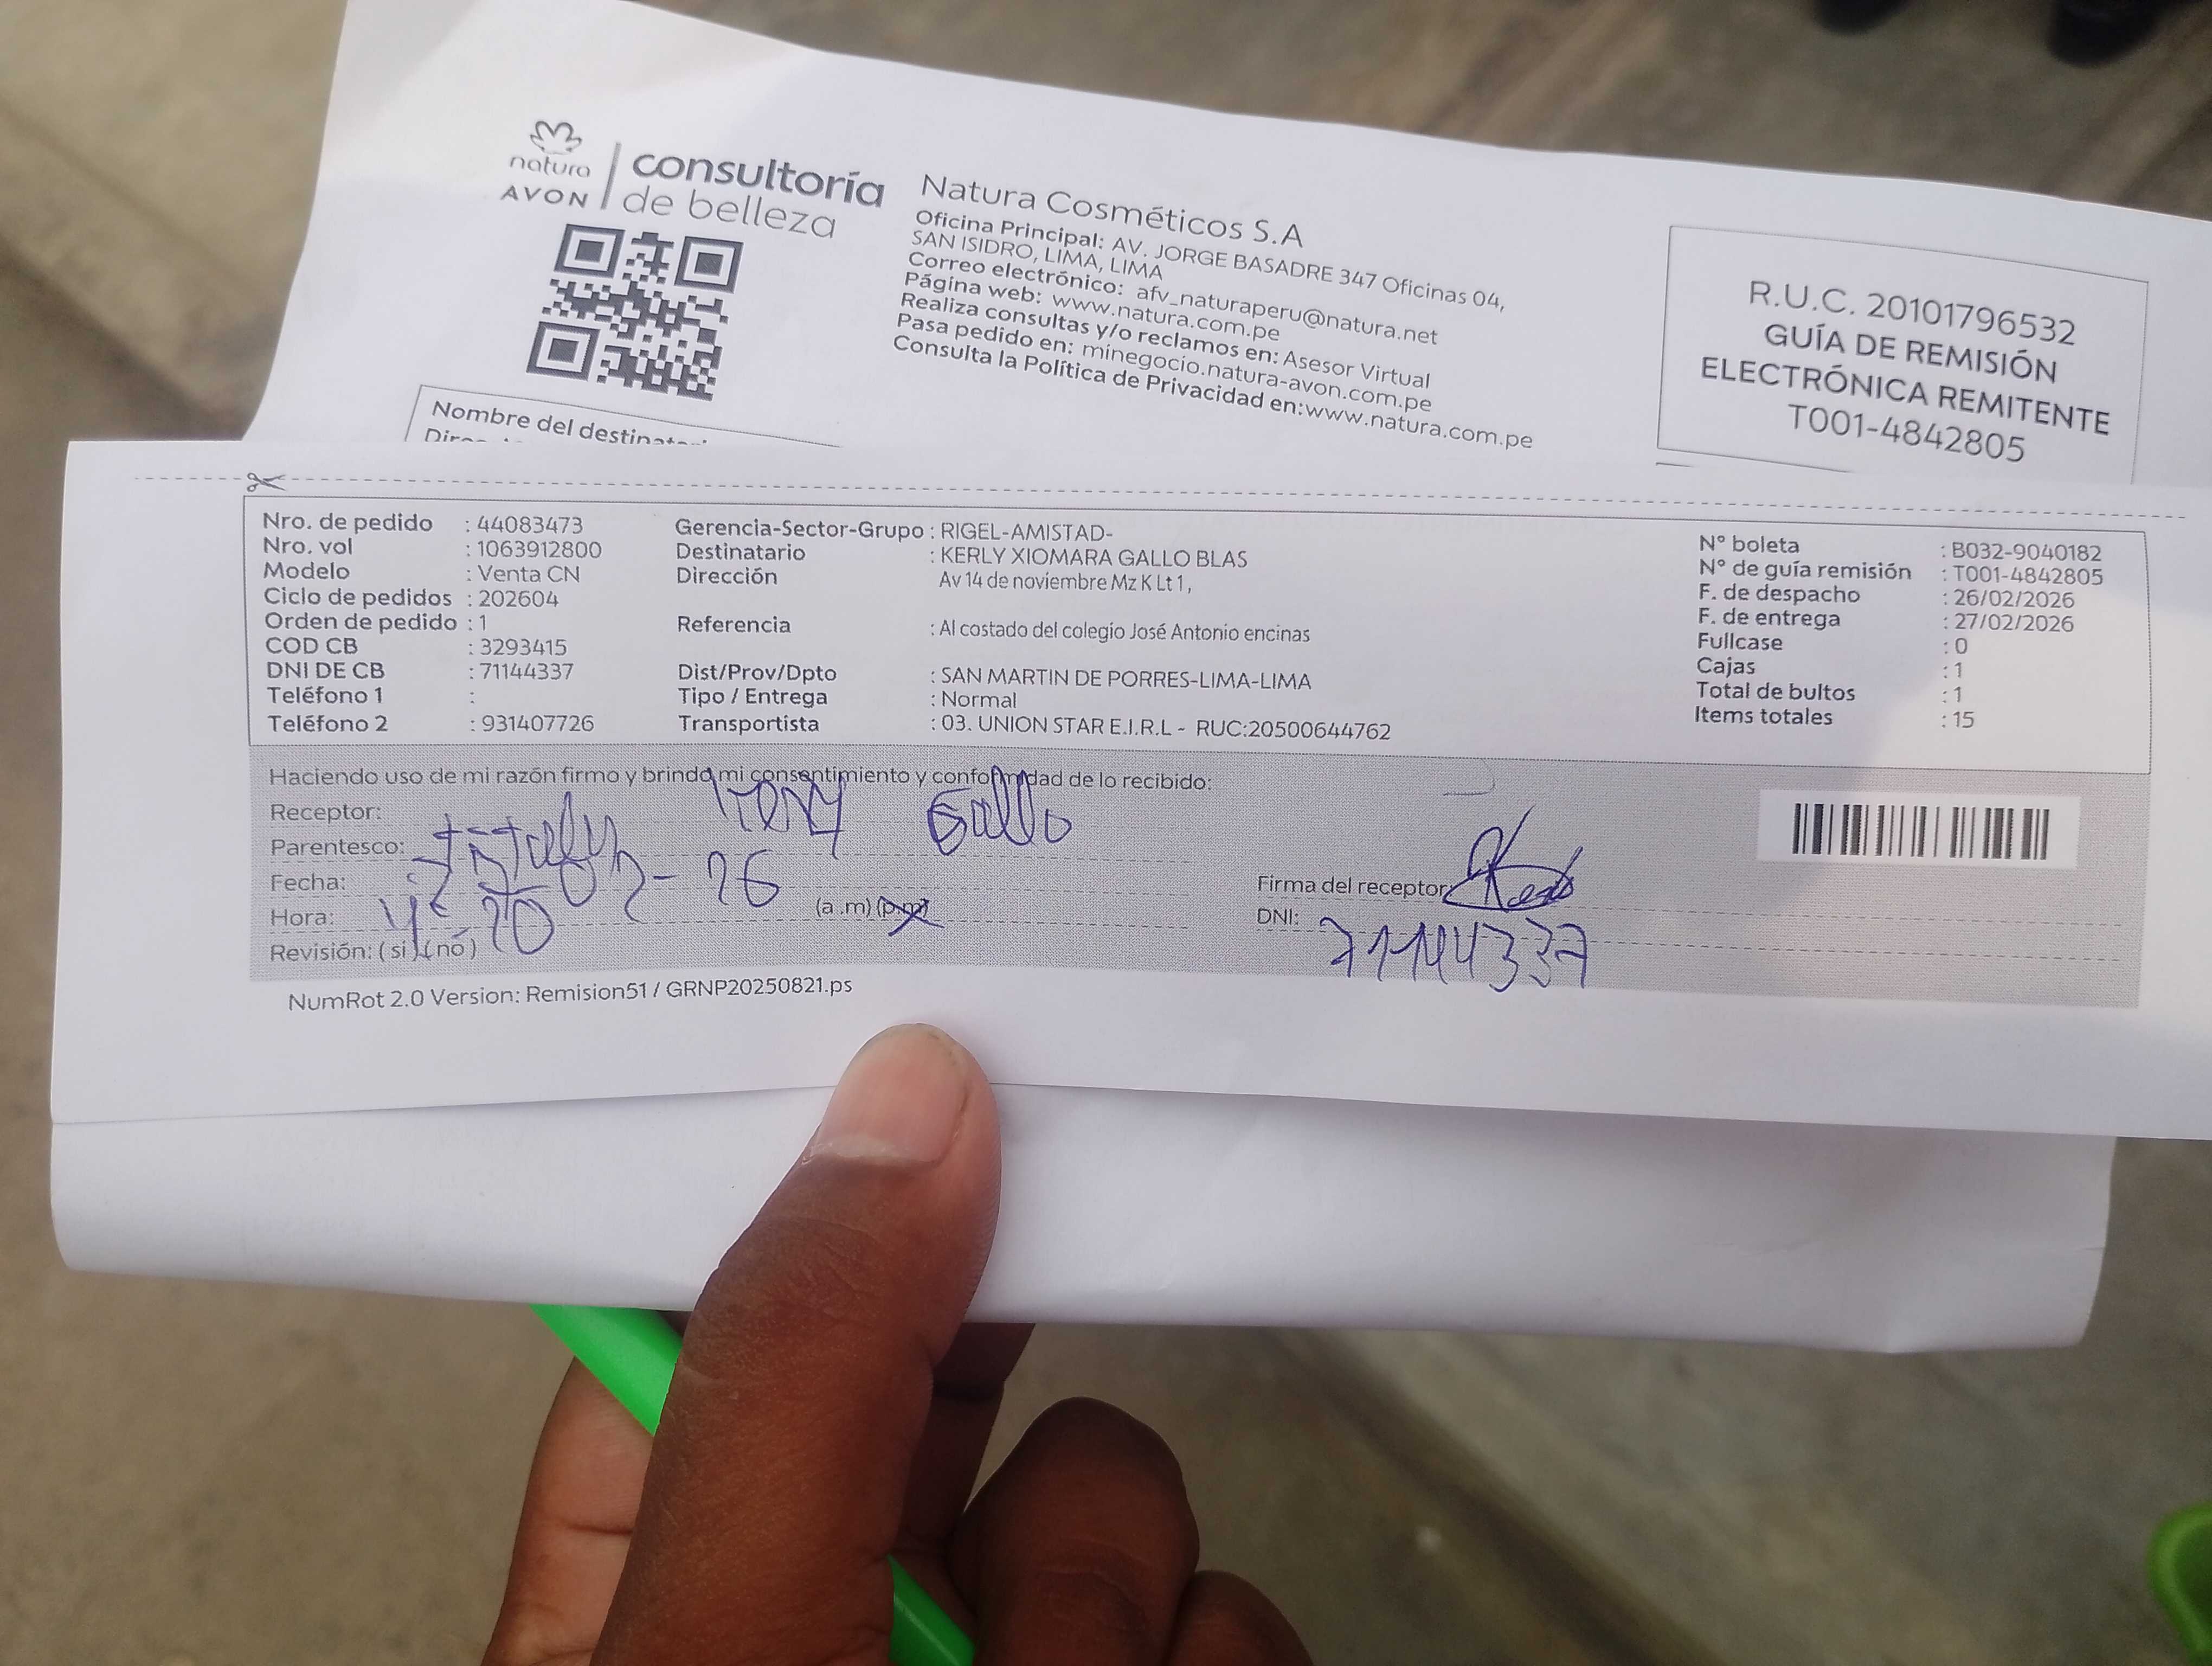 natura
AVON
consultoría
de belleza
Natura Cosméticos S.A
Oficina Principal: AV. JORGE BASADRE 347 Oficinas 04,
SAN ISIDRO, LIMA, LIMA
Correo electrónico: afv_naturaperu@natura.net
Página web: www.natura.com.pe
Realiza consultas y/o reclamos en: Asesor Virtual
Pasa pedido en: minegocio.natura-avon.com.pe
Consulta la Política de Privacidad en:www.natura.com.pe
R.U.C. 20101796532
GUÍA DE REMISIÓN
ELECTRÓNICA REMITENTE
T001-4842805
Nombre del
Nro. de pedido : 44083473
Nro. vol : 1063912800
Modelo : Venta CN
Ciclo de pedidos : 202604
Orden de pedido : 1
COD CB : 3293415
DNI DE CB : 71144337
Teléfono 1 :
Teléfono 2 : 931407726
Gerencia-Sector-Grupo : RIGEL-AMISTAD-
Destinatario : KERLY XIOMARA GALLO BLAS
Dirección Av 14 de noviembre Mz K Lt 1,
Referencia : Al costado del colegio José Antonio encinas
Dist/Prov/Dpto : SAN MARTIN DE PORRES-LIMA-LIMA
Tipo / Entrega : Normal
Transportista : 03. UNION STAR E.I.R.L - RUC:20500644762
N° boleta : B032-9040182
N° de guía remisión : T001-4842805
F. de despacho : 26/02/2026
F. de entrega : 27/02/2026
Fullcase : 0
Cajas : 1
Total de bultos : 1
Items totales : 15
Haciendo uso de mi razón firmo y brindo mi consentimiento y conformidad de lo recibido:
Receptor: Gallo
Parentesco:
Fecha: 26
Hora: (a.m) (p.m)
Revisión: ( si ) ( no )
Firma del receptor:
DNI: 71144337
NumRot 2.0 Version: Remision51 / GRNP20250821.ps